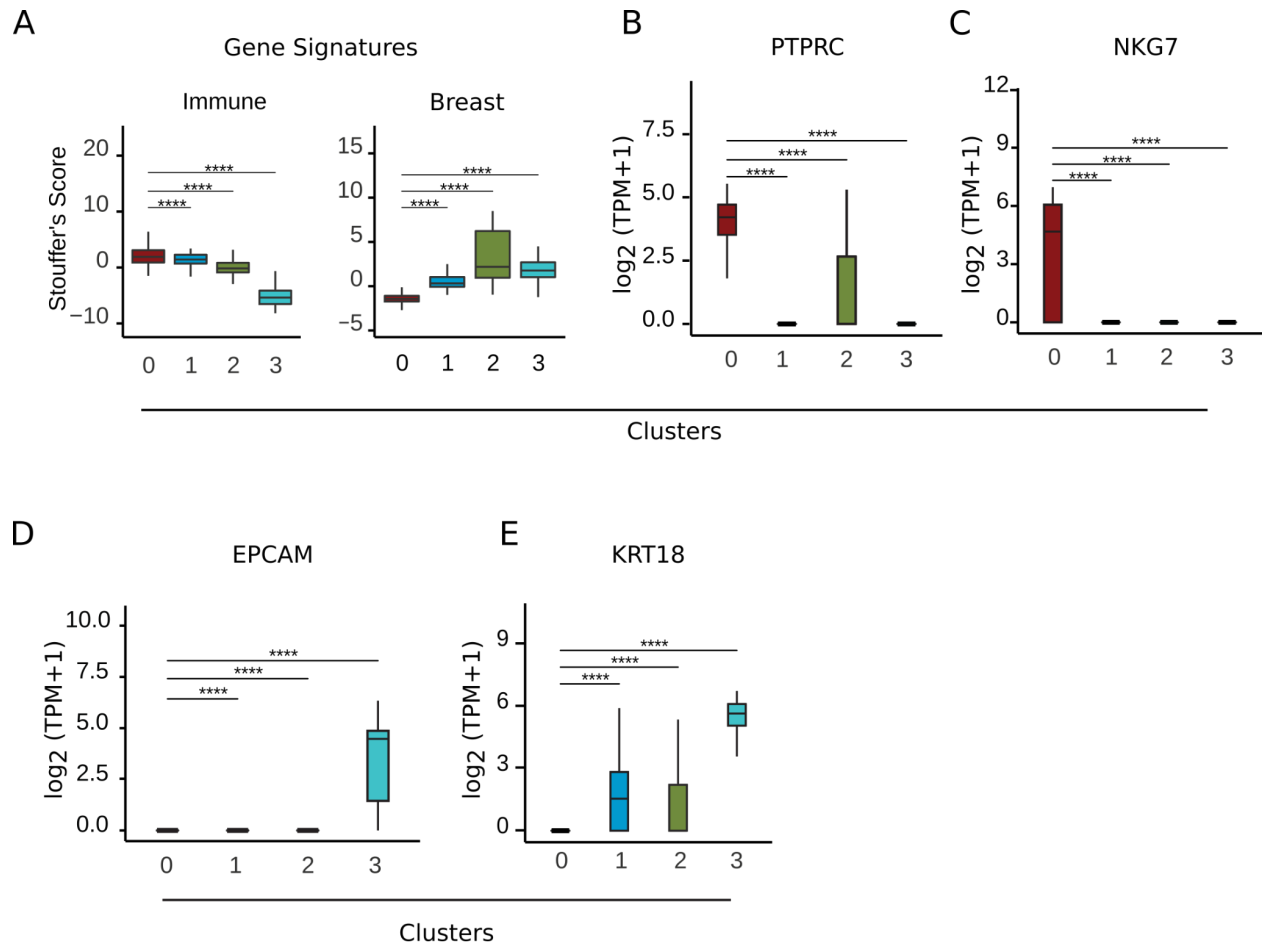 A
Gene Signatures
Immune
Breast
Stouffer's Score
20
10
0
−10
****
****
****
0 1 2 3
15
10
5
0
−5
****
****
****
0 1 2 3
B
PTPRC
log2 (TPM+1)
7.5
5.0
2.5
0.0
****
****
****
0 1 2 3
C
NKG7
log2 (TPM+1)
12
9
6
3
0
****
****
****
0 1 2 3
Clusters
D
EPCAM
log2 (TPM+1)
10.0
7.5
5.0
2.5
0.0
****
****
****
0 1 2 3
E
KRT18
log2 (TPM+1)
9
6
3
0
****
****
****
0 1 2 3
Clusters